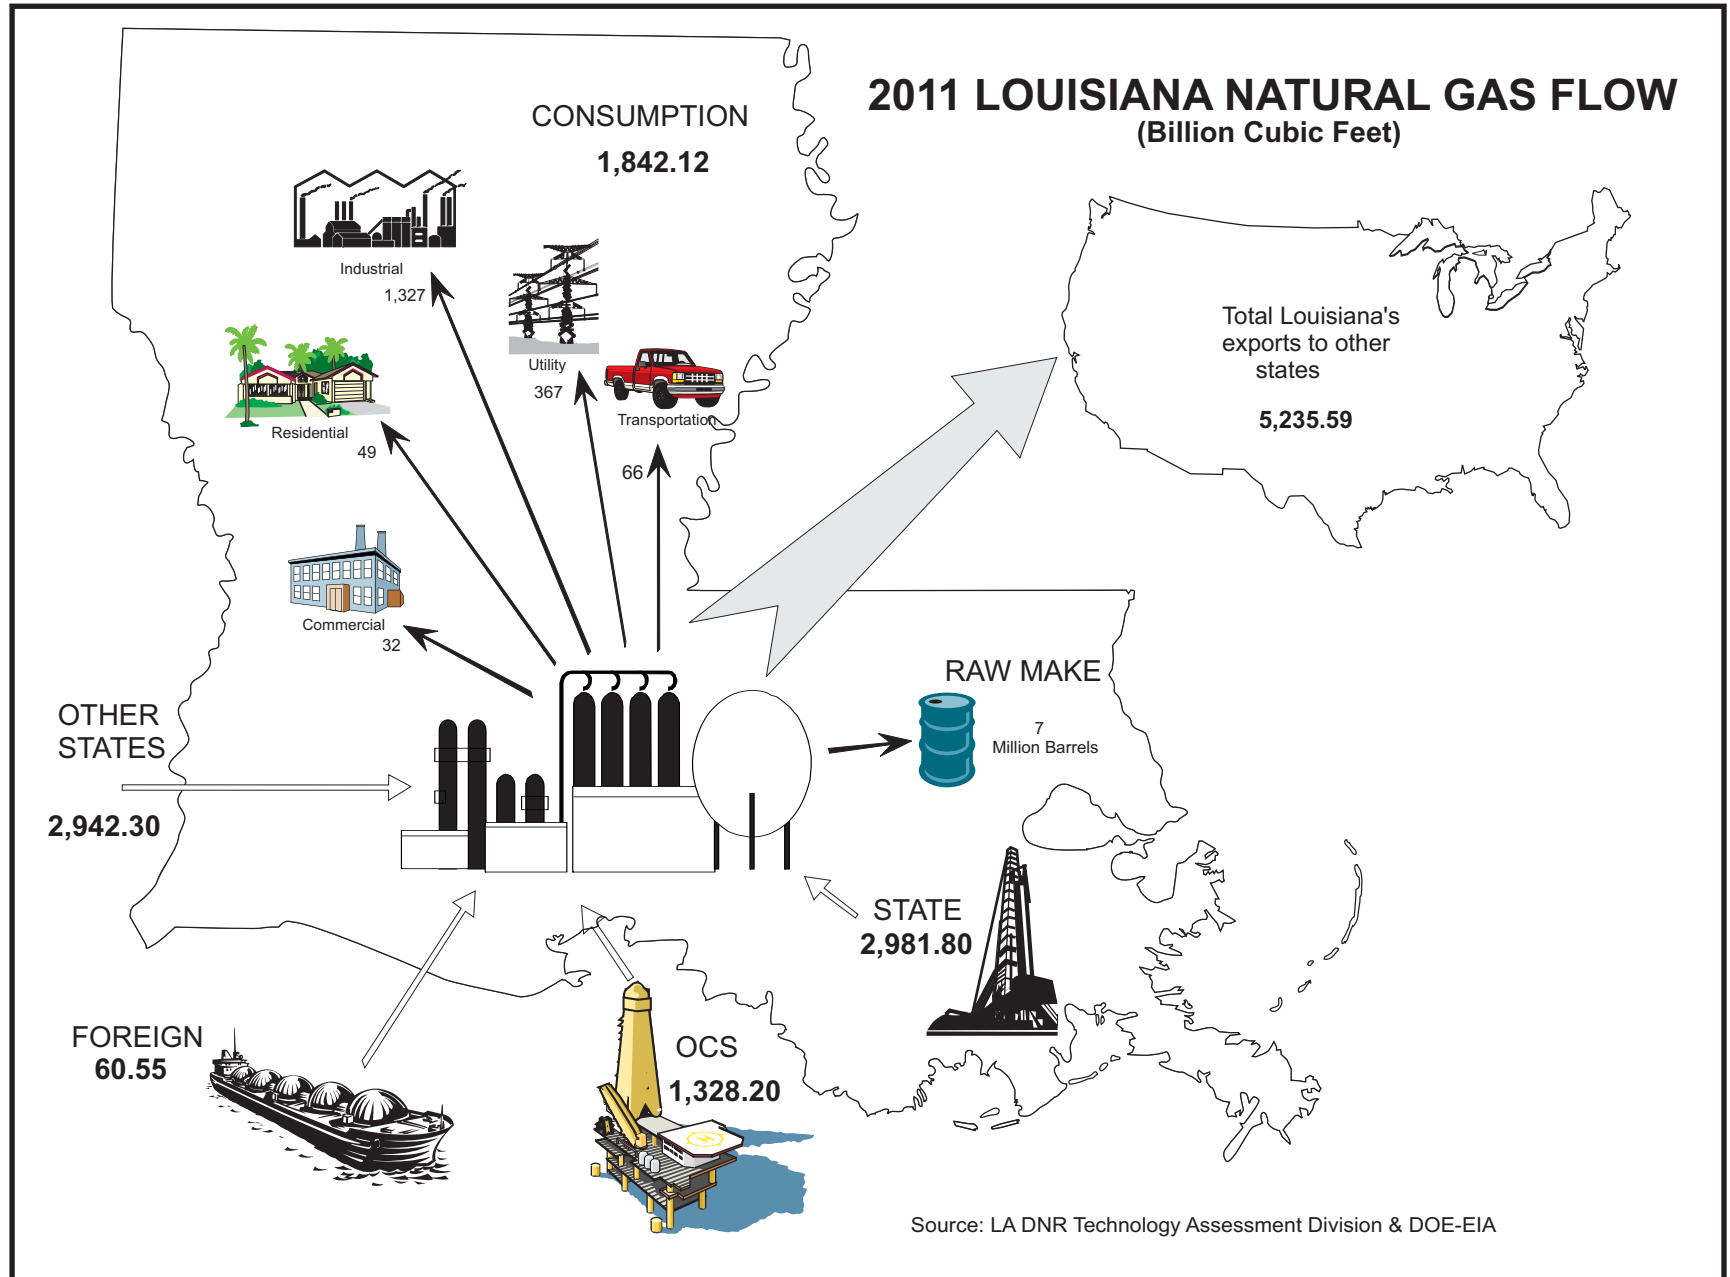 2011 LOUISIANA NATURAL GAS FLOW
(Billion Cubic Feet)
CONSUMPTION
1,842.12
Industrial
1,327
Utility
367
Transportation
66
Residential
49
Commercial
32
Total Louisiana's
exports to other
states
5,235.59
RAW MAKE
7
Million Barrels
OTHER
STATES
2,942.30
STATE
2,981.80
FOREIGN
60.55
OCS
1,328.20
H
Source: LA DNR Technology Assessment Division & DOE-EIA